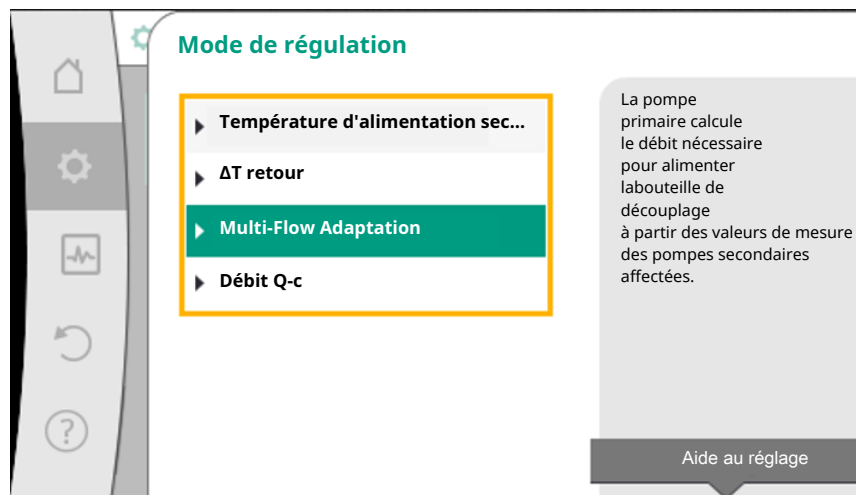 Mode de régulation
Température d'alimentation sec...
ΔT retour
Multi-Flow Adaptation
Débit Q-c
La pompe
primaire calcule
le débit nécessaire
pour alimenter
labouteille de
découplage
à partir des valeurs de mesure
des pompes secondaires
affectées.
Aide au réglage
?